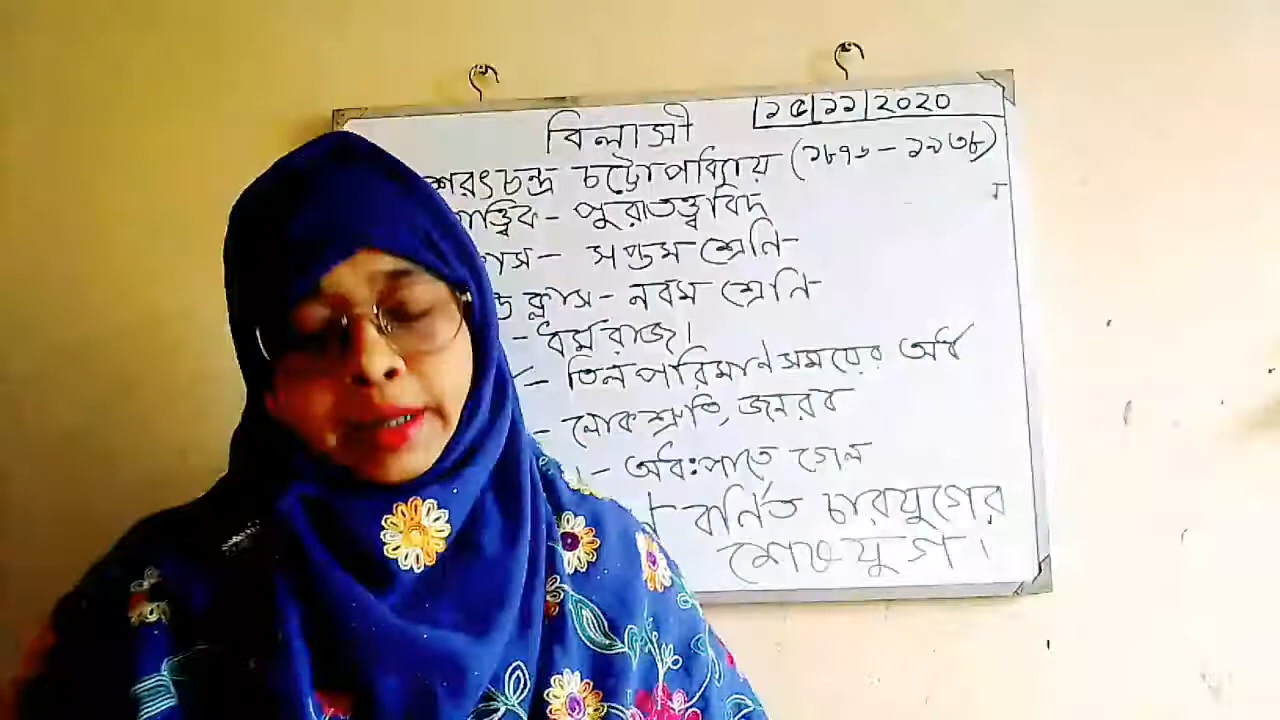 ১৫|১১|২০২০
বিলাসী
শরৎচন্দ্র চট্টোপাধ্যায় (১৮৭৬ - ১৯৩৮)
- পুরাতত্ত্ববিদ
- সপ্তম শ্রেণি-
ক্লাস - নবম শ্রেণি-
- ধর্মরাজ।
- তিল পরিমাণ সময়ের অর্ধ
- লোকশ্রুতি, জনরব
- অধঃপাতে গেল
বর্ণিত চারযুগের
শেষযুগ।